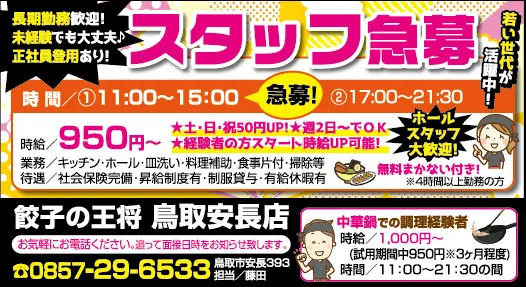 長期勤務歓迎!
未経験でも大丈夫♪
正社員登用あり!
スタッフ急募
若い世代が
活躍中!
時間/①11:00～15:00 急募! ②17:00～21:30
時給/950円～
★土・日・祝50円UP!★週2日～でOK
★経験者の方スタート時給UP可能!
ホール
スタッフ
大歓迎!
業務/キッチン・ホール・皿洗い・料理補助・食事片付・掃除等
待遇/社会保険完備・昇給制度有・制服貸与・有給休暇有
無料まかない付き!
※4時間以上勤務の方
餃子の王将 鳥取安長店
お気軽にお電話ください。追って面接日時をお知らせ致します。
☎0857-29-6533
鳥取市安長393
担当/藤田
中華鍋での調理経験者
時給/1,000円～
(試用期間中950円※3ヶ月程度)
時間/11:00～21:30の間